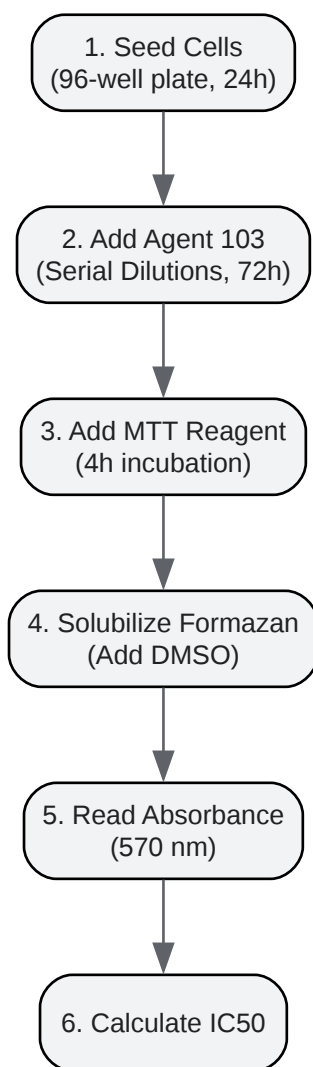 1. Seed Cells
(96-well plate, 24h)
2. Add Agent 103
(Serial Dilutions, 72h)
3. Add MTT Reagent
(4h incubation)
4. Solubilize Formazan
(Add DMSO)
5. Read Absorbance
(570 nm)
6. Calculate IC50